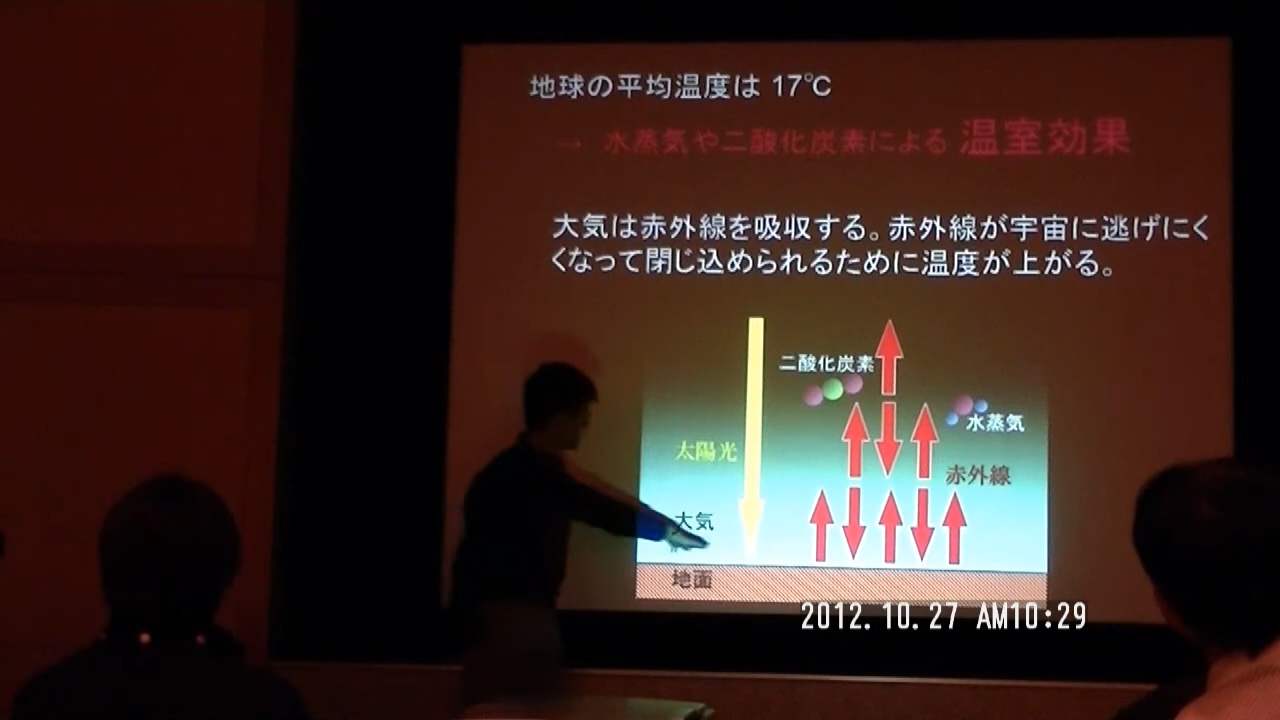 地球の平均温度は 17℃
→ 水蒸気や二酸化炭素による 温室効果
大気は赤外線を吸収する。赤外線が宇宙に逃げにく
くなって閉じ込められるために温度が上がる。
二酸化炭素
水蒸気
太陽光
赤外線
大気
地面
2012.10.27 AM10:29